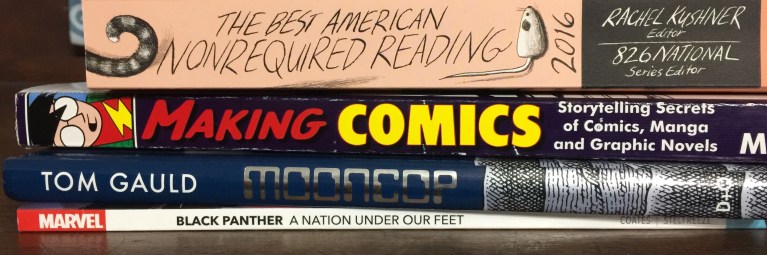 THE BEST AMERICAN
NONREQUIRED READING
2016
RACHEL KUSHNER
Editor
826 NATIONAL
Series Editor
MAKING COMICS
Storytelling Secrets
of Comics, Manga
and Graphic Novels
M
TOM GAULD MOONCOP
D+Q
MARVEL BLACK PANTHER A NATION UNDER OUR FEET COATES | STELFREEZE